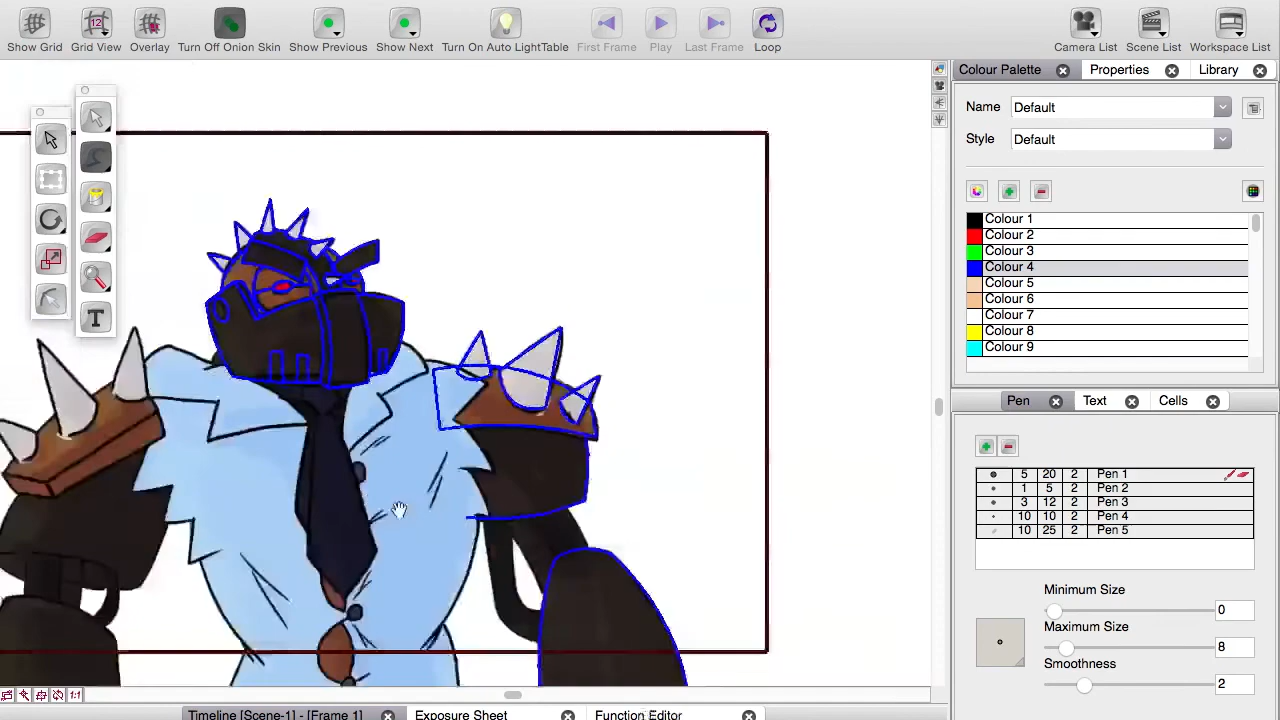 Show Grid
Grid View
Overlay
Turn Off Onion Skin
Show Previous
Show Next
Turn On Auto LightTable
First Frame
Play
Last Frame
Loop
Camera List
Scene List
Workspace List
12
Colour Palette
Properties
Library
Name
Default
Style
Default
Colour 1
Colour 2
Colour 3
Colour 4
Colour 5
Colour 6
Colour 7
Colour 8
Colour 9
T
Pen
Text
Cells
5 20 2 Pen 1
1 5 2 Pen 2
3 12 2 Pen 3
10 10 2 Pen 4
10 25 2 Pen 5
Minimum Size
0
Maximum Size
8
Smoothness
2
1:1
Timeline [Scene-1] - [Frame 1]
Exposure Sheet
Function Editor